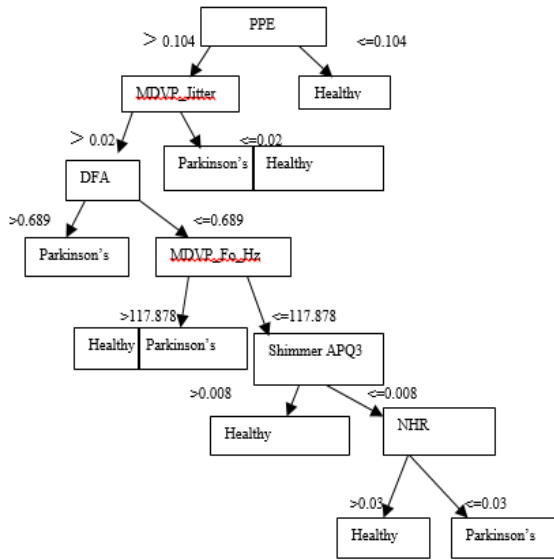 PPE
> 0.104
<=0.104
MDVP_Jitter
Healthy
> 0.02
<=0.02
Parkinson's
Healthy
DFA
>0.689
<=0.689
Parkinson's
MDVP_Fo_Hz
>117.878
<=117.878
Healthy
Parkinson's
Shimmer APQ3
>0.008
<=0.008
Healthy
NHR
>0.03
<=0.03
Healthy
Parkinson's